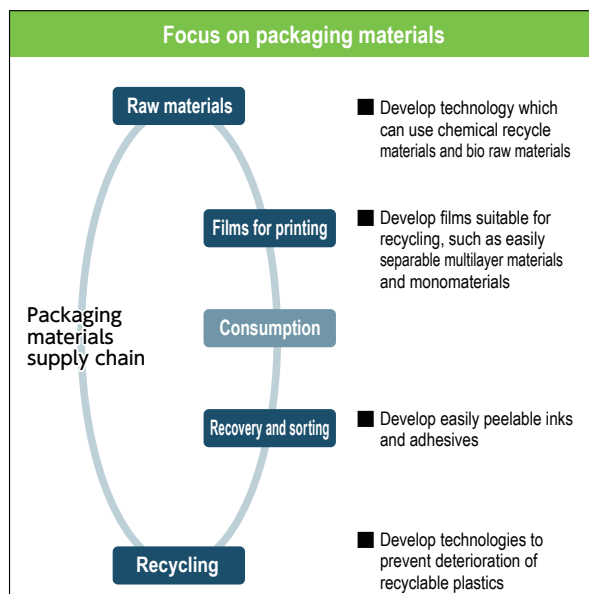 Focus on packaging materials
Raw materials
■ Develop technology which
can use chemical recycle
materials and bio raw materials
Films for printing
■ Develop films suitable for
recycling, such as easily
separable multilayer materials
and monomaterials
Packaging
materials
supply chain
Consumption
Recovery and sorting
■ Develop easily peelable inks
and adhesives
Recycling
■ Develop technologies to
prevent deterioration of
recyclable plastics